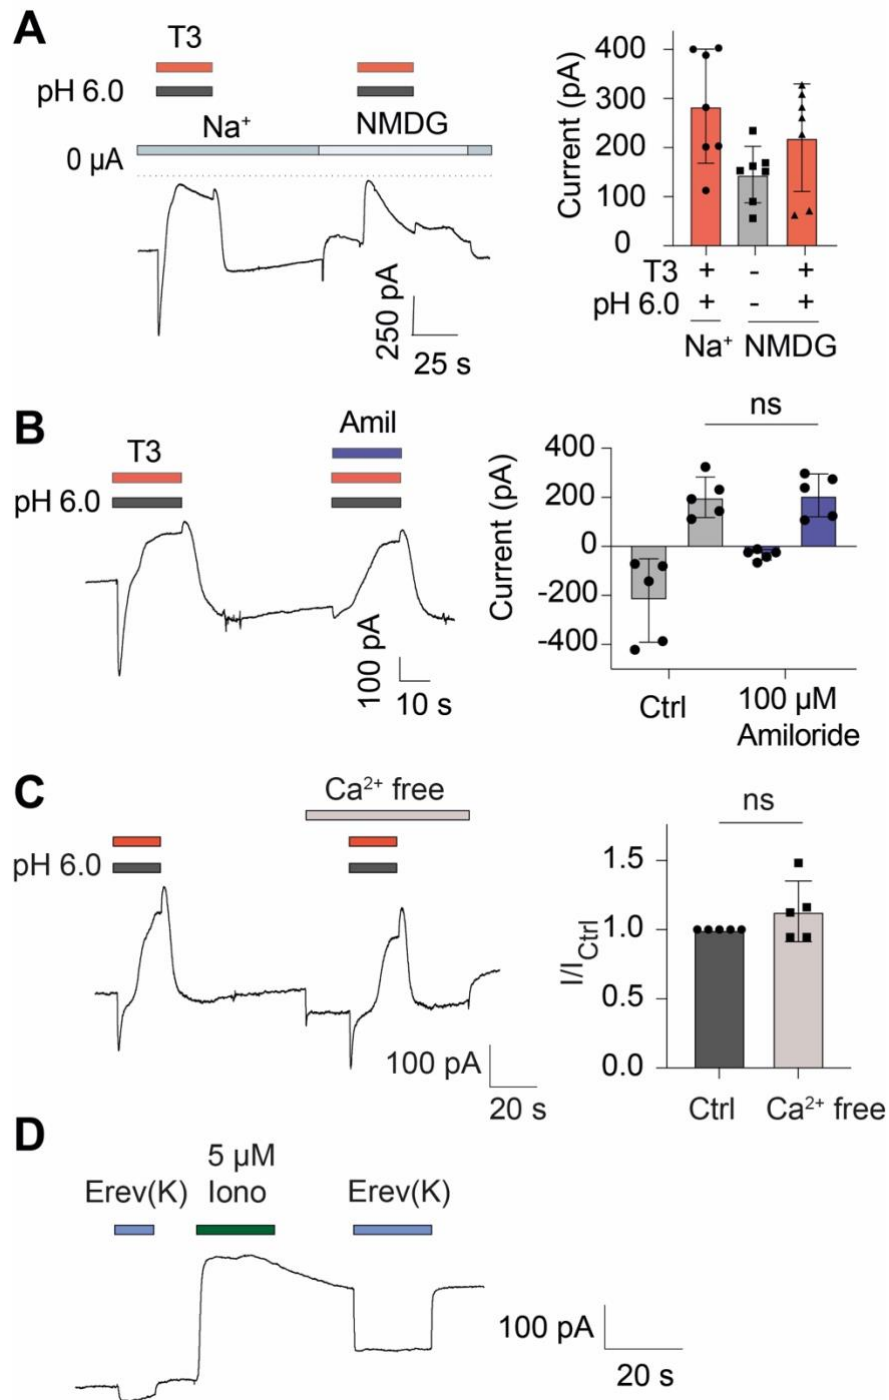 A
T3
pH 6.0
Na⁺ NMDG
0 µA
250 pA
25 s
Current (pA)
400
300
200
100
0
T3 + - +
pH 6.0 + - +
Na⁺ NMDG
B
T3
Amil
pH 6.0
100 pA
10 s
ns
Current (pA)
400
200
0
-200
-400
Ctrl
100 µM
Amiloride
C
Ca²⁺ free
pH 6.0
100 pA
20 s
ns
I/I_Ctrl
1.5
1.0
0.5
0.0
Ctrl Ca²⁺ free
D
5 µM
Erev(K) Iono Erev(K)
100 pA
20 s